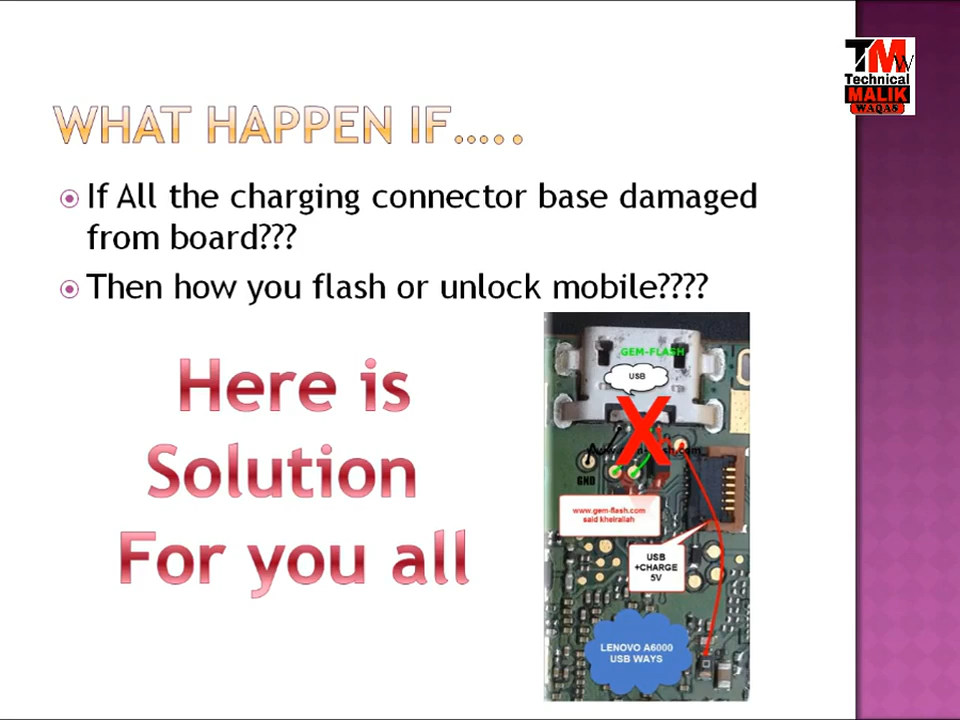 TMW
Technical
MALIK
WAQAS
WHAT HAPPEN IF.....
If All the charging connector base damaged
from board???
Then how you flash or unlock mobile????
Here is
Solution
For you all
GEM-FLASH
USB
X
GND
www.gem-flash.com
said kheirallah
USB
+CHARGE
5V
LENOVO A6000
USB WAYS